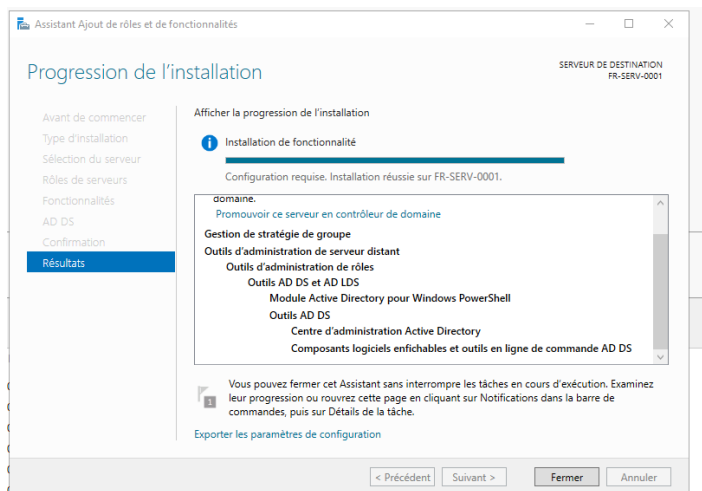 Assistant Ajout de rôles et de fonctionnalités
Progression de l'installation
SERVEUR DE DESTINATION
FR-SERV-0001
Avant de commencer
Type d'installation
Sélection du serveur
Rôles de serveurs
Fonctionnalités
AD DS
Confirmation
Résultats
Afficher la progression de l'installation
Installation de fonctionnalité
Configuration requise. Installation réussie sur FR-SERV-0001.
domaine.
Promouvoir ce serveur en contrôleur de domaine
Gestion de stratégie de groupe
Outils d'administration de serveur distant
Outils d'administration de rôles
Outils AD DS et AD LDS
Module Active Directory pour Windows PowerShell
Outils AD DS
Centre d'administration Active Directory
Composants logiciels enfichables et outils en ligne de commande AD DS
1
Vous pouvez fermer cet Assistant sans interrompre les tâches en cours d'exécution. Examinez
leur progression ou rouvrez cette page en cliquant sur Notifications dans la barre de
commandes, puis sur Détails de la tâche.
Exporter les paramètres de configuration
< Précédent
Suivant >
Fermer
Annuler